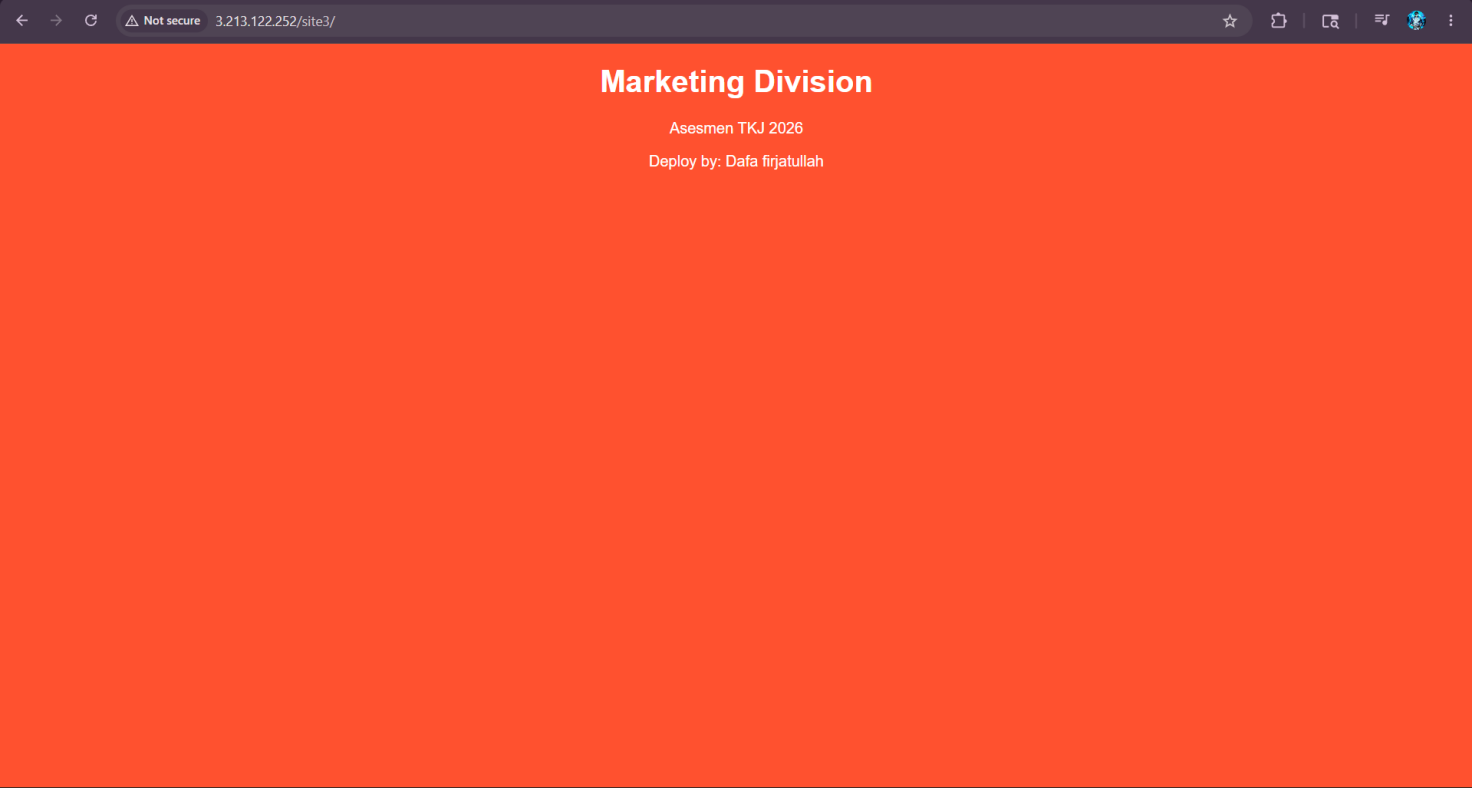 Not secure
3.213.122.252/site3/
Marketing Division
Asesmen TKJ 2026
Deploy by: Dafa firjatullah